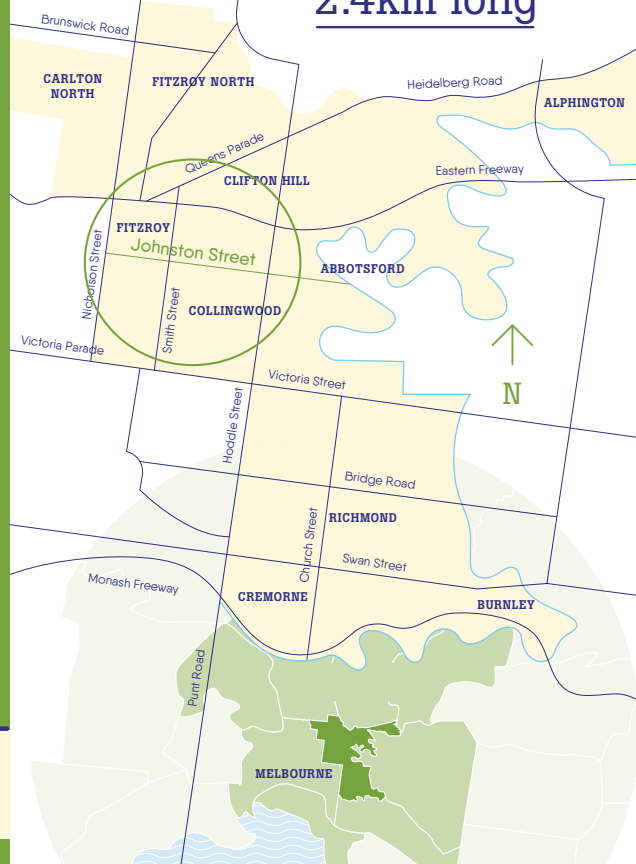 2.4km long
Brunswick Road
CARLTON
NORTH
FITZROY NORTH
Heidelberg Road
ALPHINGTON
Queens Parade
Eastern Freeway
CLIFTON HILL
FITZROY
Johnston Street
ABBOTSFORD
Nicholson Street
Smith Street
COLLINGWOOD
Victoria Parade
Victoria Street
N
Hoddle Street
Bridge Road
RICHMOND
Church Street
Swan Street
Monash Freeway
CREMORNE
BURNLEY
Punt Road
MELBOURNE